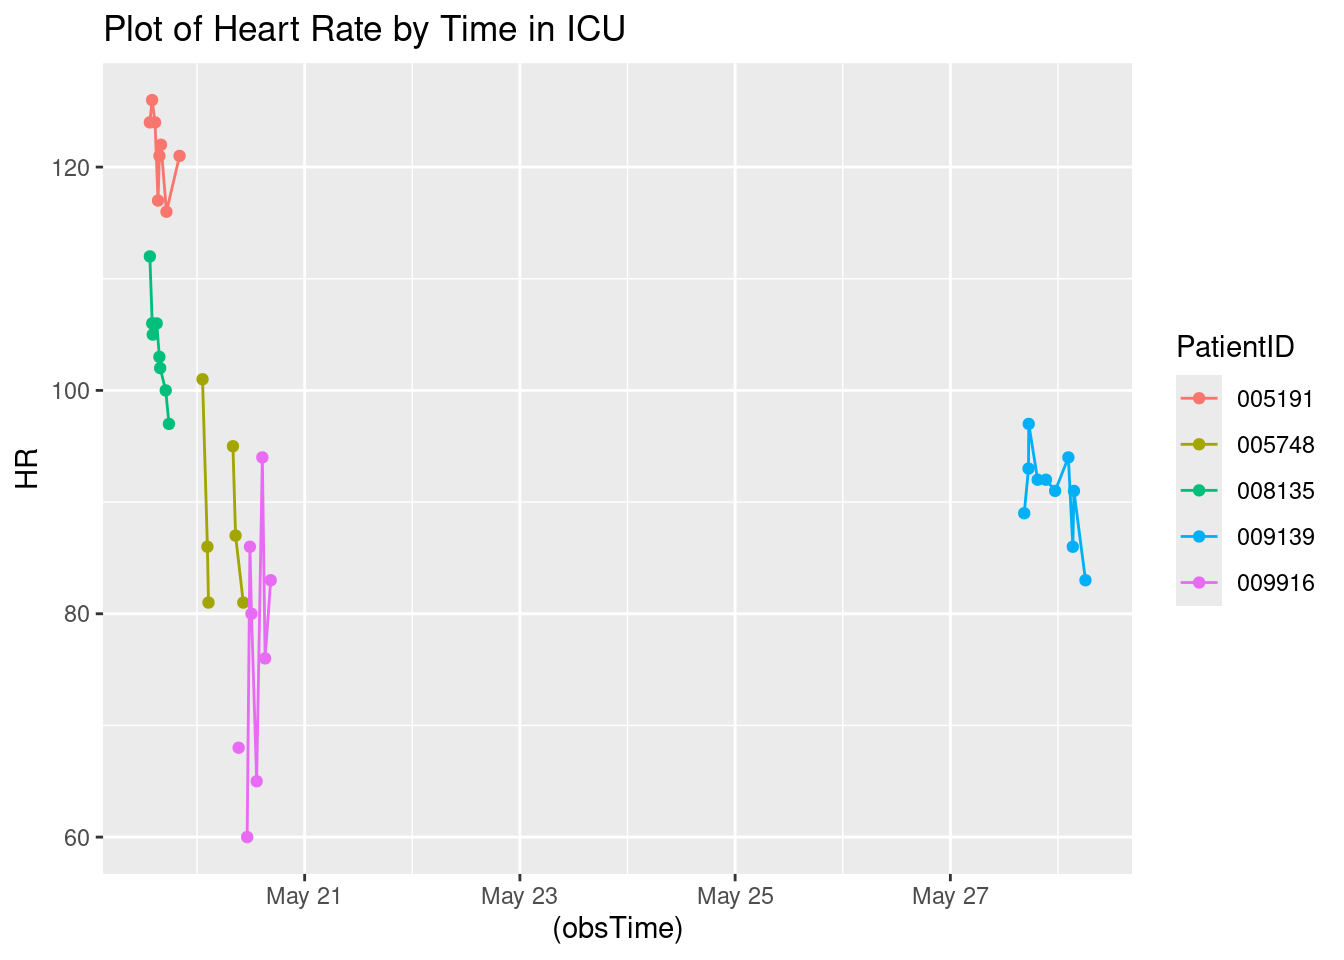 Plot of Heart Rate by Time in ICU
120
100
80
60
HR
May 21
May 23
May 25
May 27
(obsTime)
PatientID
005191
005748
008135
009139
009916